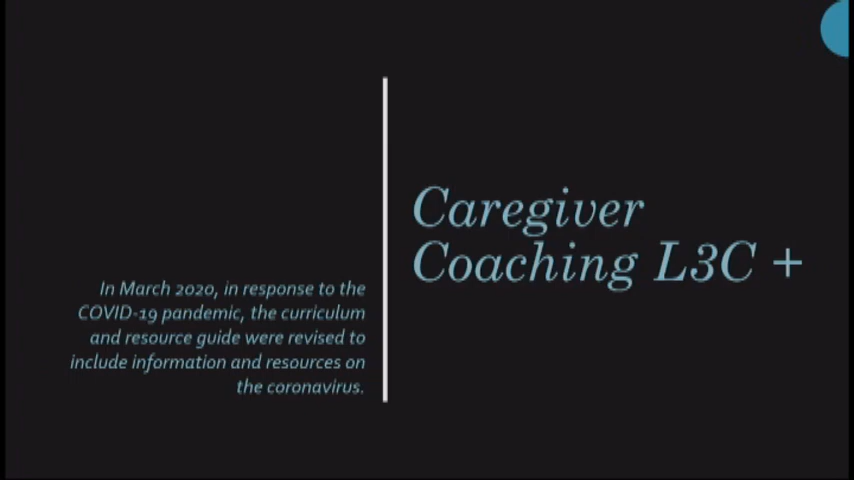 Caregiver
Coaching L3C +
In March 2020, in response to the
COVID-19 pandemic, the curriculum
and resource guide were revised to
include information and resources on
the coronavirus.